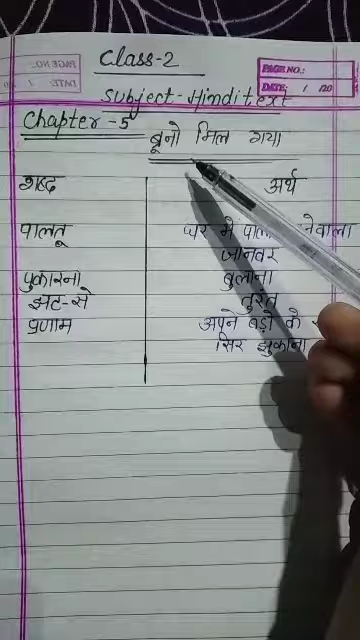 Class-2
PAGE NO.:
DATE: / /20
Subject-Hindi text
Chapter-5
ब्रूनो मिल गया
शब्द अर्थ
पालतू घर में नेवाला
जानवर
पुकारना बुलाना
झट-से तुरंत
प्रणाम अपने बड़ों के
सिर झुकाना